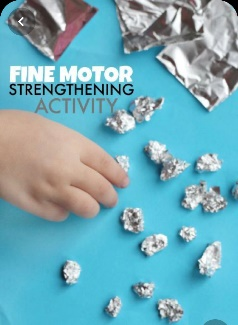 FINE MOTOR
STRENGTHENING
ACTIVITY